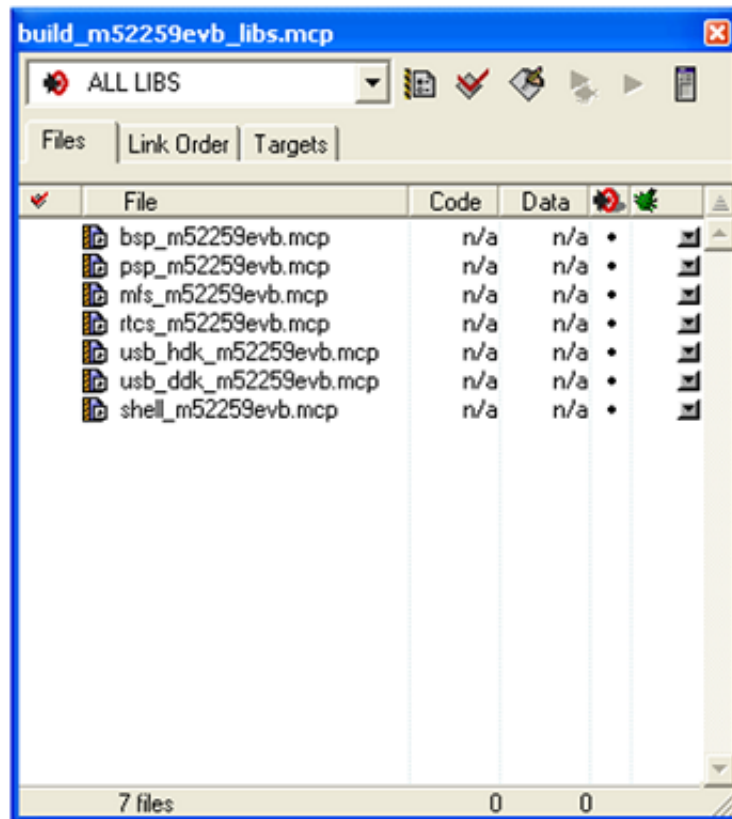 build_m52259evb_libs.mcp
ALL LIBS
Files Link Order Targets
File Code Data
bsp_m52259evb.mcp n/a n/a
psp_m52259evb.mcp n/a n/a
mfs_m52259evb.mcp n/a n/a
rtcs_m52259evb.mcp n/a n/a
usb_hdk_m52259evb.mcp n/a n/a
usb_ddk_m52259evb.mcp n/a n/a
shell_m52259evb.mcp n/a n/a
7 files 0 0